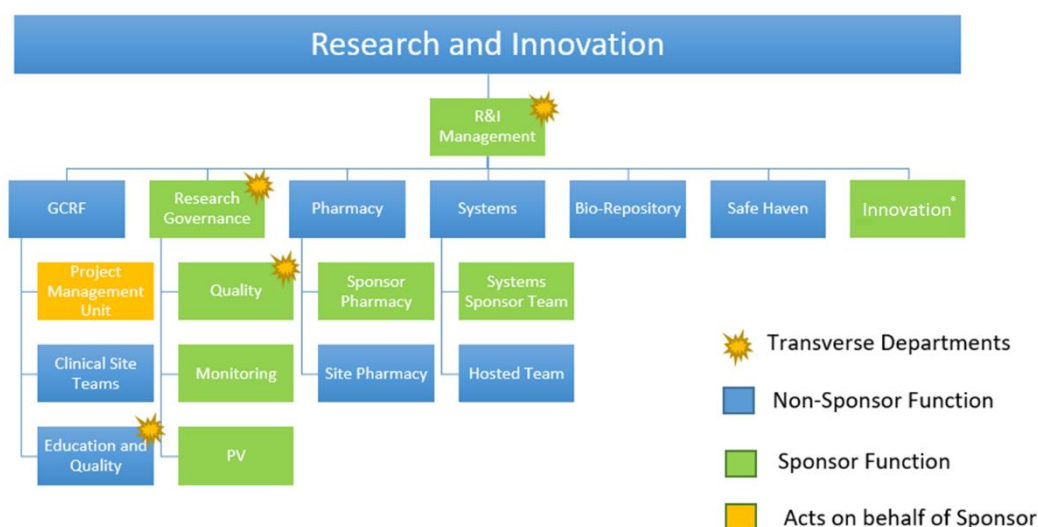 Research and Innovation
R&I
Management
GCRF
Research
Governance
Pharmacy
Systems
Bio-Repository
Safe Haven
Innovation*
Project
Management
Unit
Quality
Sponsor
Pharmacy
Systems
Sponsor Team
Clinical Site
Teams
Monitoring
Site Pharmacy
Hosted Team
Education and
Quality
PV
Transverse Departments
Non-Sponsor Function
Sponsor Function
Acts on behalf of Sponsor